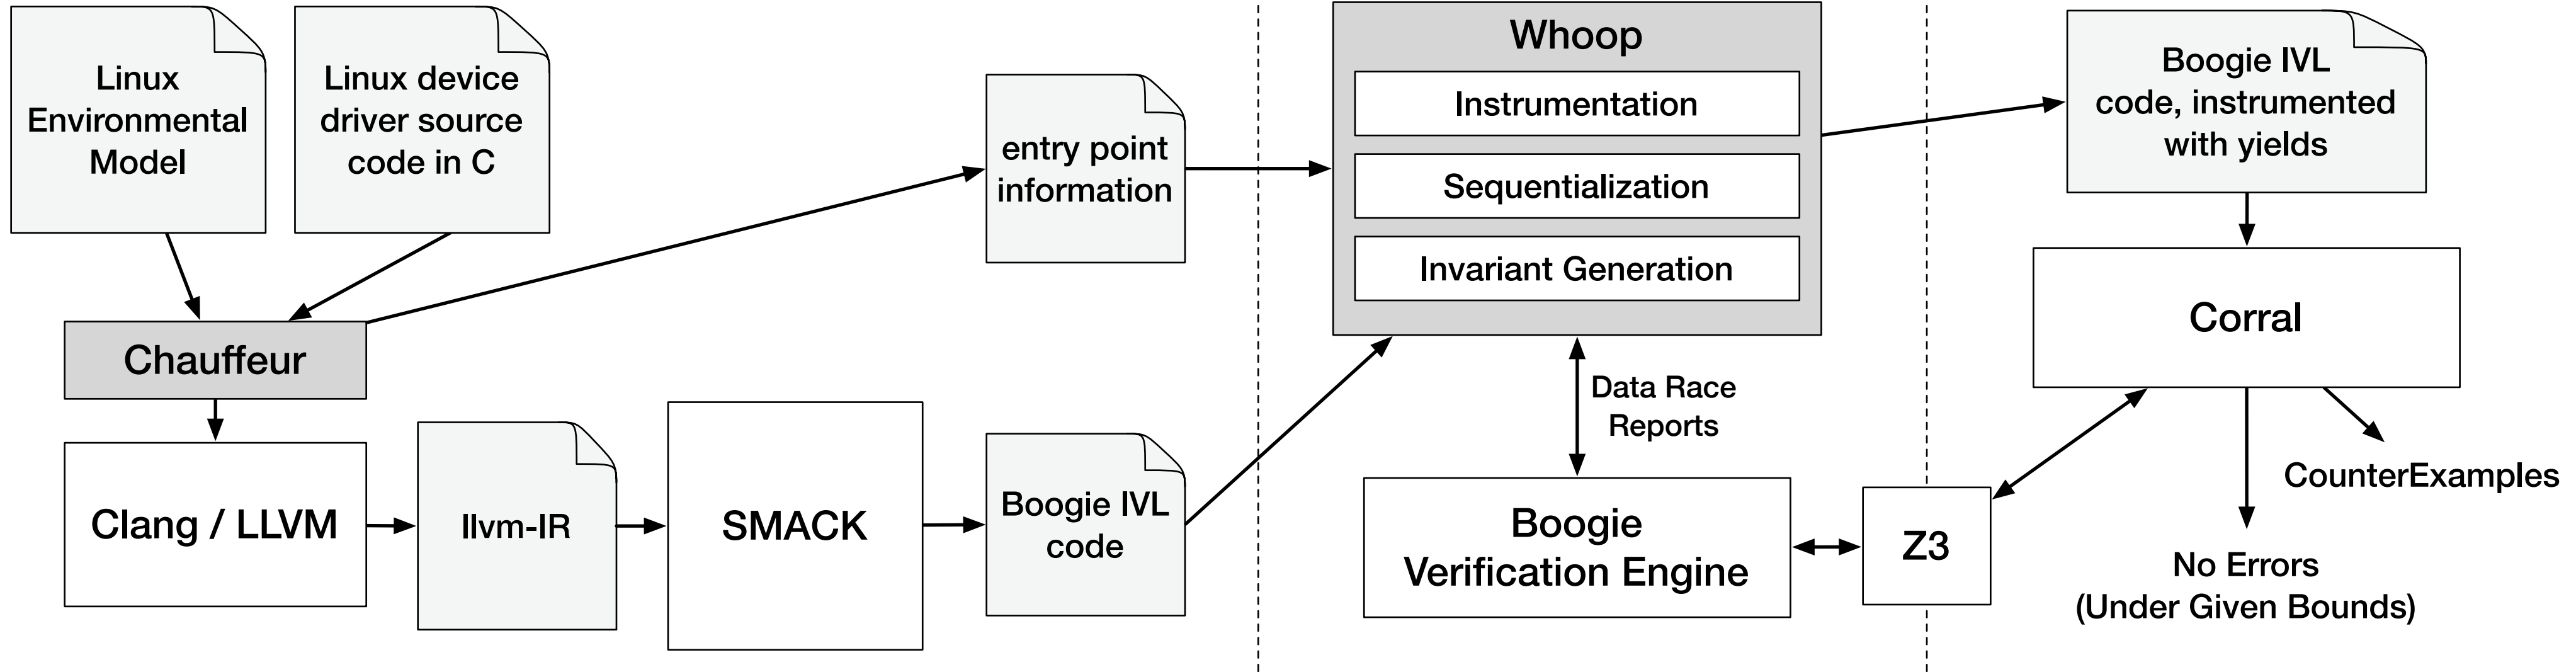 Linux
Environmental
Model
Linux device
driver source
code in C
Chauffeur
Clang / LLVM
llvm-IR
SMACK
entry point
information
Boogie IVL
code
Whoop
Instrumentation
Sequentialization
Invariant Generation
Data Race
Reports
Boogie
Verification Engine
Z3
Boogie IVL
code, instrumented
with yields
Corral
CounterExamples
No Errors
(Under Given Bounds)